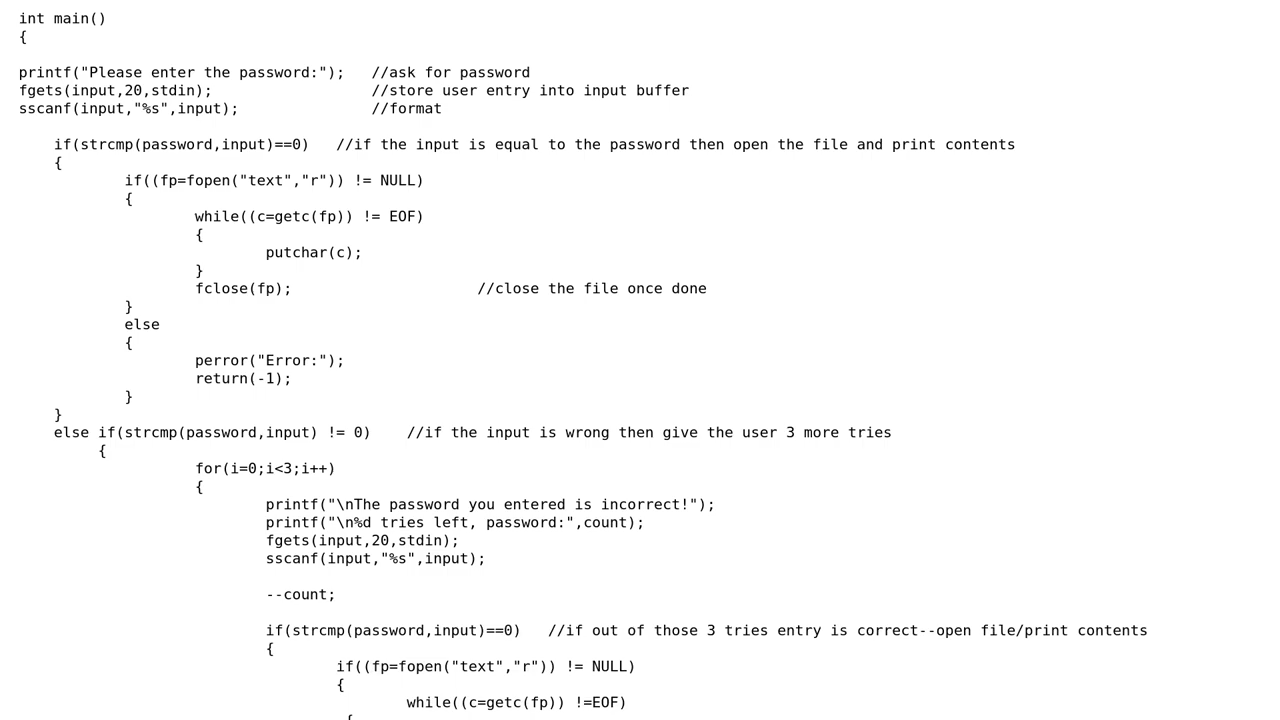 int main()
{
printf("Please enter the password:");   //ask for password
fgets(input,20,stdin);                  //store user entry into input buffer
sscanf(input,"%s",input);               //format
    if(strcmp(password,input)==0)   //if the input is equal to the password then open the file and print contents
    {
            if((fp=fopen("text","r")) != NULL)
            {
                    while((c=getc(fp)) != EOF)
                    {
                            putchar(c);
                    }
                    fclose(fp);                     //close the file once done
            }
            else
            {
                    perror("Error:");
                    return(-1);
            }
    }
    else if(strcmp(password,input) != 0)    //if the input is wrong then give the user 3 more tries
         {
                    for(i=0;i<3;i++)
                    {
                            printf("\nThe password you entered is incorrect!");
                            printf("\n%d tries left, password:",count);
                            fgets(input,20,stdin);
                            sscanf(input,"%s",input);
                            --count;
                            if(strcmp(password,input)==0)   //if out of those 3 tries entry is correct--open file/print contents
                            {
                                    if((fp=fopen("text","r")) != NULL)
                                    {
                                            while((c=getc(fp)) !=EOF)
                                     {